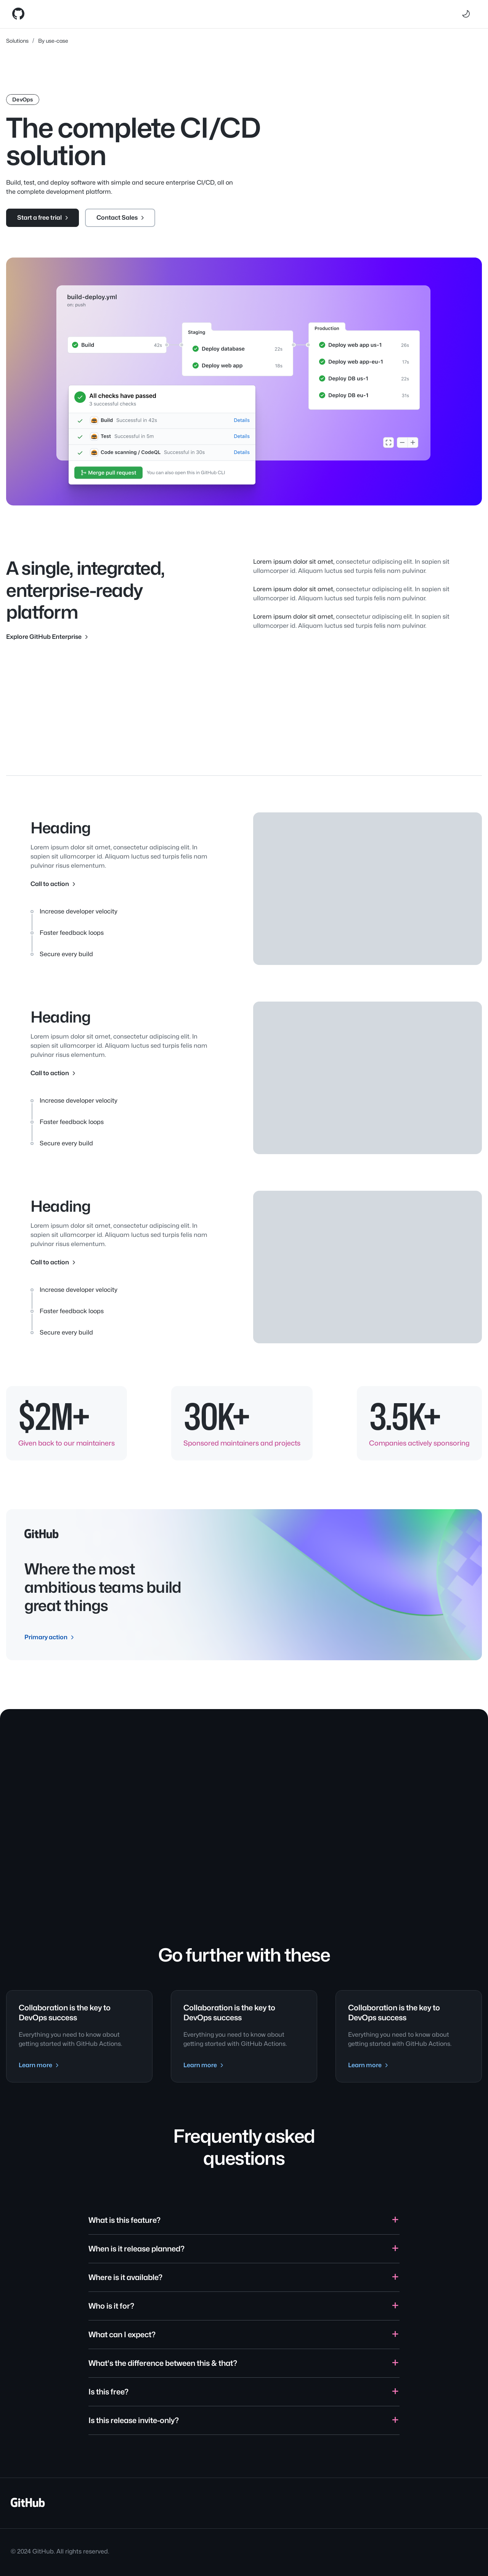 Solutions / By use case
DevOps
The complete CI/CD
solution
Build, test, and deploy software with simple and secure enterprise CI/CD, all on
the complete development platform.
Start a free trial
Contact Sales
build-deploy.yml
on: push
Build 42s
Staging
Deploy database 22s
Deploy web app 18s
Production
Deploy web app us-1 26s
Deploy web app-eu-1 17s
Deploy DB us-1 22s
Deploy DB eu-1 31s
All checks have passed
3 successful checks
Build Successful in 42s Details
Test Successful in 5m Details
Code scanning / CodeQL Successful in 30s Details
Merge pull request
You can also open this in GitHub CLI
A single, integrated,
enterprise-ready
platform
Explore GitHub Enterprise
Lorem ipsum dolor sit amet, consectetur adipiscing elit. In sapien sit
ullamcorper id. Aliquam luctus sed turpis felis nam pulvinar.
Lorem ipsum dolor sit amet, consectetur adipiscing elit. In sapien sit
ullamcorper id. Aliquam luctus sed turpis felis nam pulvinar.
Lorem ipsum dolor sit amet, consectetur adipiscing elit. In sapien sit
ullamcorper id. Aliquam luctus sed turpis felis nam pulvinar.
Heading
Lorem ipsum dolor sit amet, consectetur adipiscing elit. In
sapien sit ullamcorper id. Aliquam luctus sed turpis felis nam
pulvinar risus elementum.
Call to action
Increase developer velocity
Faster feedback loops
Secure every build
Heading
Lorem ipsum dolor sit amet, consectetur adipiscing elit. In
sapien sit ullamcorper id. Aliquam luctus sed turpis felis nam
pulvinar risus elementum.
Call to action
Increase developer velocity
Faster feedback loops
Secure every build
Heading
Lorem ipsum dolor sit amet, consectetur adipiscing elit. In
sapien sit ullamcorper id. Aliquam luctus sed turpis felis nam
pulvinar risus elementum.
Call to action
Increase developer velocity
Faster feedback loops
Secure every build
$2M+
Given back to our maintainers
30K+
Sponsored maintainers and projects
3.5K+
Companies actively sponsoring
GitHub
Where the most
ambitious teams build
great things
Primary action
Go further with these
Collaboration is the key to
DevOps success
Everything you need to know about
getting started with GitHub Actions.
Learn more
Collaboration is the key to
DevOps success
Everything you need to know about
getting started with GitHub Actions.
Learn more
Collaboration is the key to
DevOps success
Everything you need to know about
getting started with GitHub Actions.
Learn more
Frequently asked
questions
What is this feature?
When is it release planned?
Where is it available?
Who is it for?
What can I expect?
What's the difference between this & that?
Is this free?
Is this release invite-only?
GitHub
© 2024 GitHub. All rights reserved.